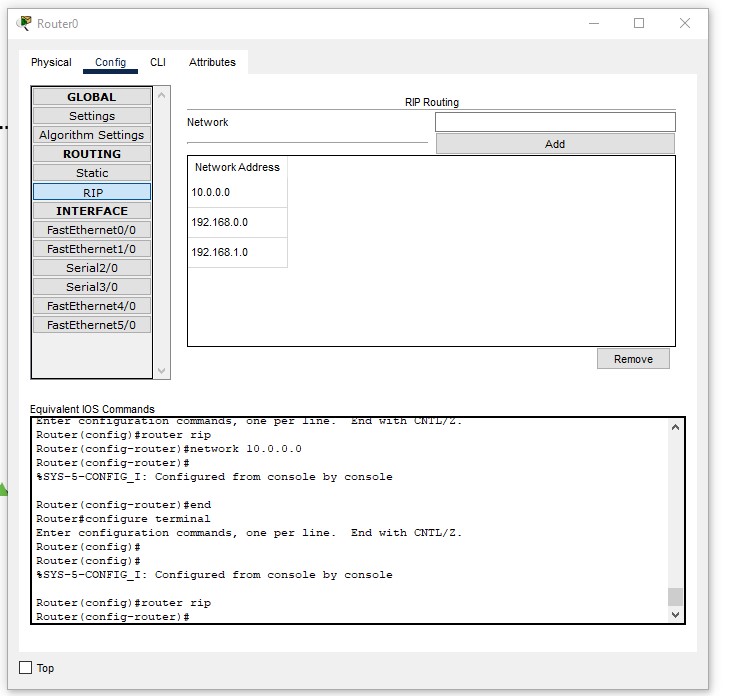 Router0
Physical Config CLI Attributes
GLOBAL
Settings
Algorithm Settings
ROUTING
Static
RIP
INTERFACE
FastEthernet0/0
FastEthernet1/0
Serial2/0
Serial3/0
FastEthernet4/0
FastEthernet5/0
RIP Routing
Network
Add
Network Address
10.0.0.0
192.168.0.0
192.168.1.0
Remove
Equivalent IOS Commands
Enter configuration commands, one per line.  End with CNTL/Z.
Router(config)#router rip
Router(config-router)#network 10.0.0.0
Router(config-router)#
%SYS-5-CONFIG_I: Configured from console by console
Router(config-router)#end
Router#configure terminal
Enter configuration commands, one per line.  End with CNTL/Z.
Router(config)#
Router(config)#
%SYS-5-CONFIG_I: Configured from console by console
Router(config)#router rip
Router(config-router)#
Top